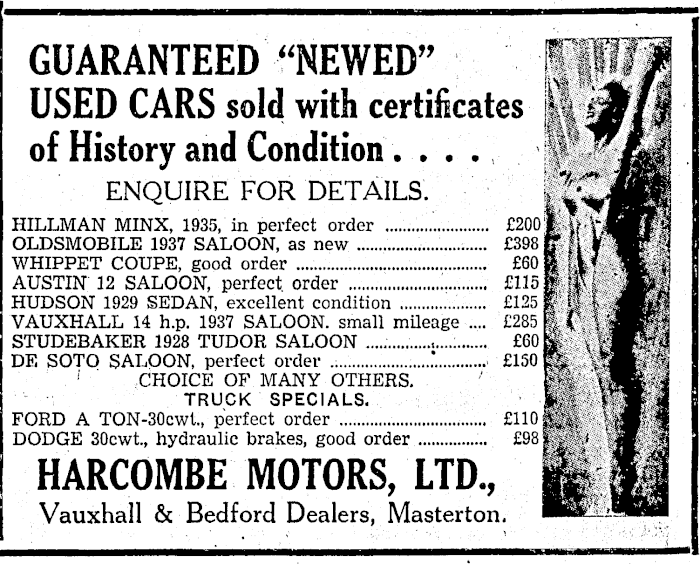 GUARANTEED "NEWED"
USED CARS sold with certificates
of History and Condition . . . .
ENQUIRE FOR DETAILS.
HILLMAN MINX, 1935, in perfect order ........................ £200
OLDSMOBILE 1937 SALOON, as new .............................. £398
WHIPPET COUPE, good order ............................................ £60
AUSTIN 12 SALOON, perfect order ................................ £115
HUDSON 1929 SEDAN, excellent condition .................... £125
VAUXHALL 14 h.p. 1937 SALOON. small mileage .... £285
STUDEBAKER 1928 TUDOR SALOON ............................ £60
DE SOTO SALOON, perfect order .................................... £150
CHOICE OF MANY OTHERS.
TRUCK SPECIALS.
FORD A TON-30cwt., perfect order .................................. £110
DODGE 30cwt., hydraulic brakes, good order ................ £98
HARCOMBE MOTORS, LTD.,
Vauxhall & Bedford Dealers, Masterton.